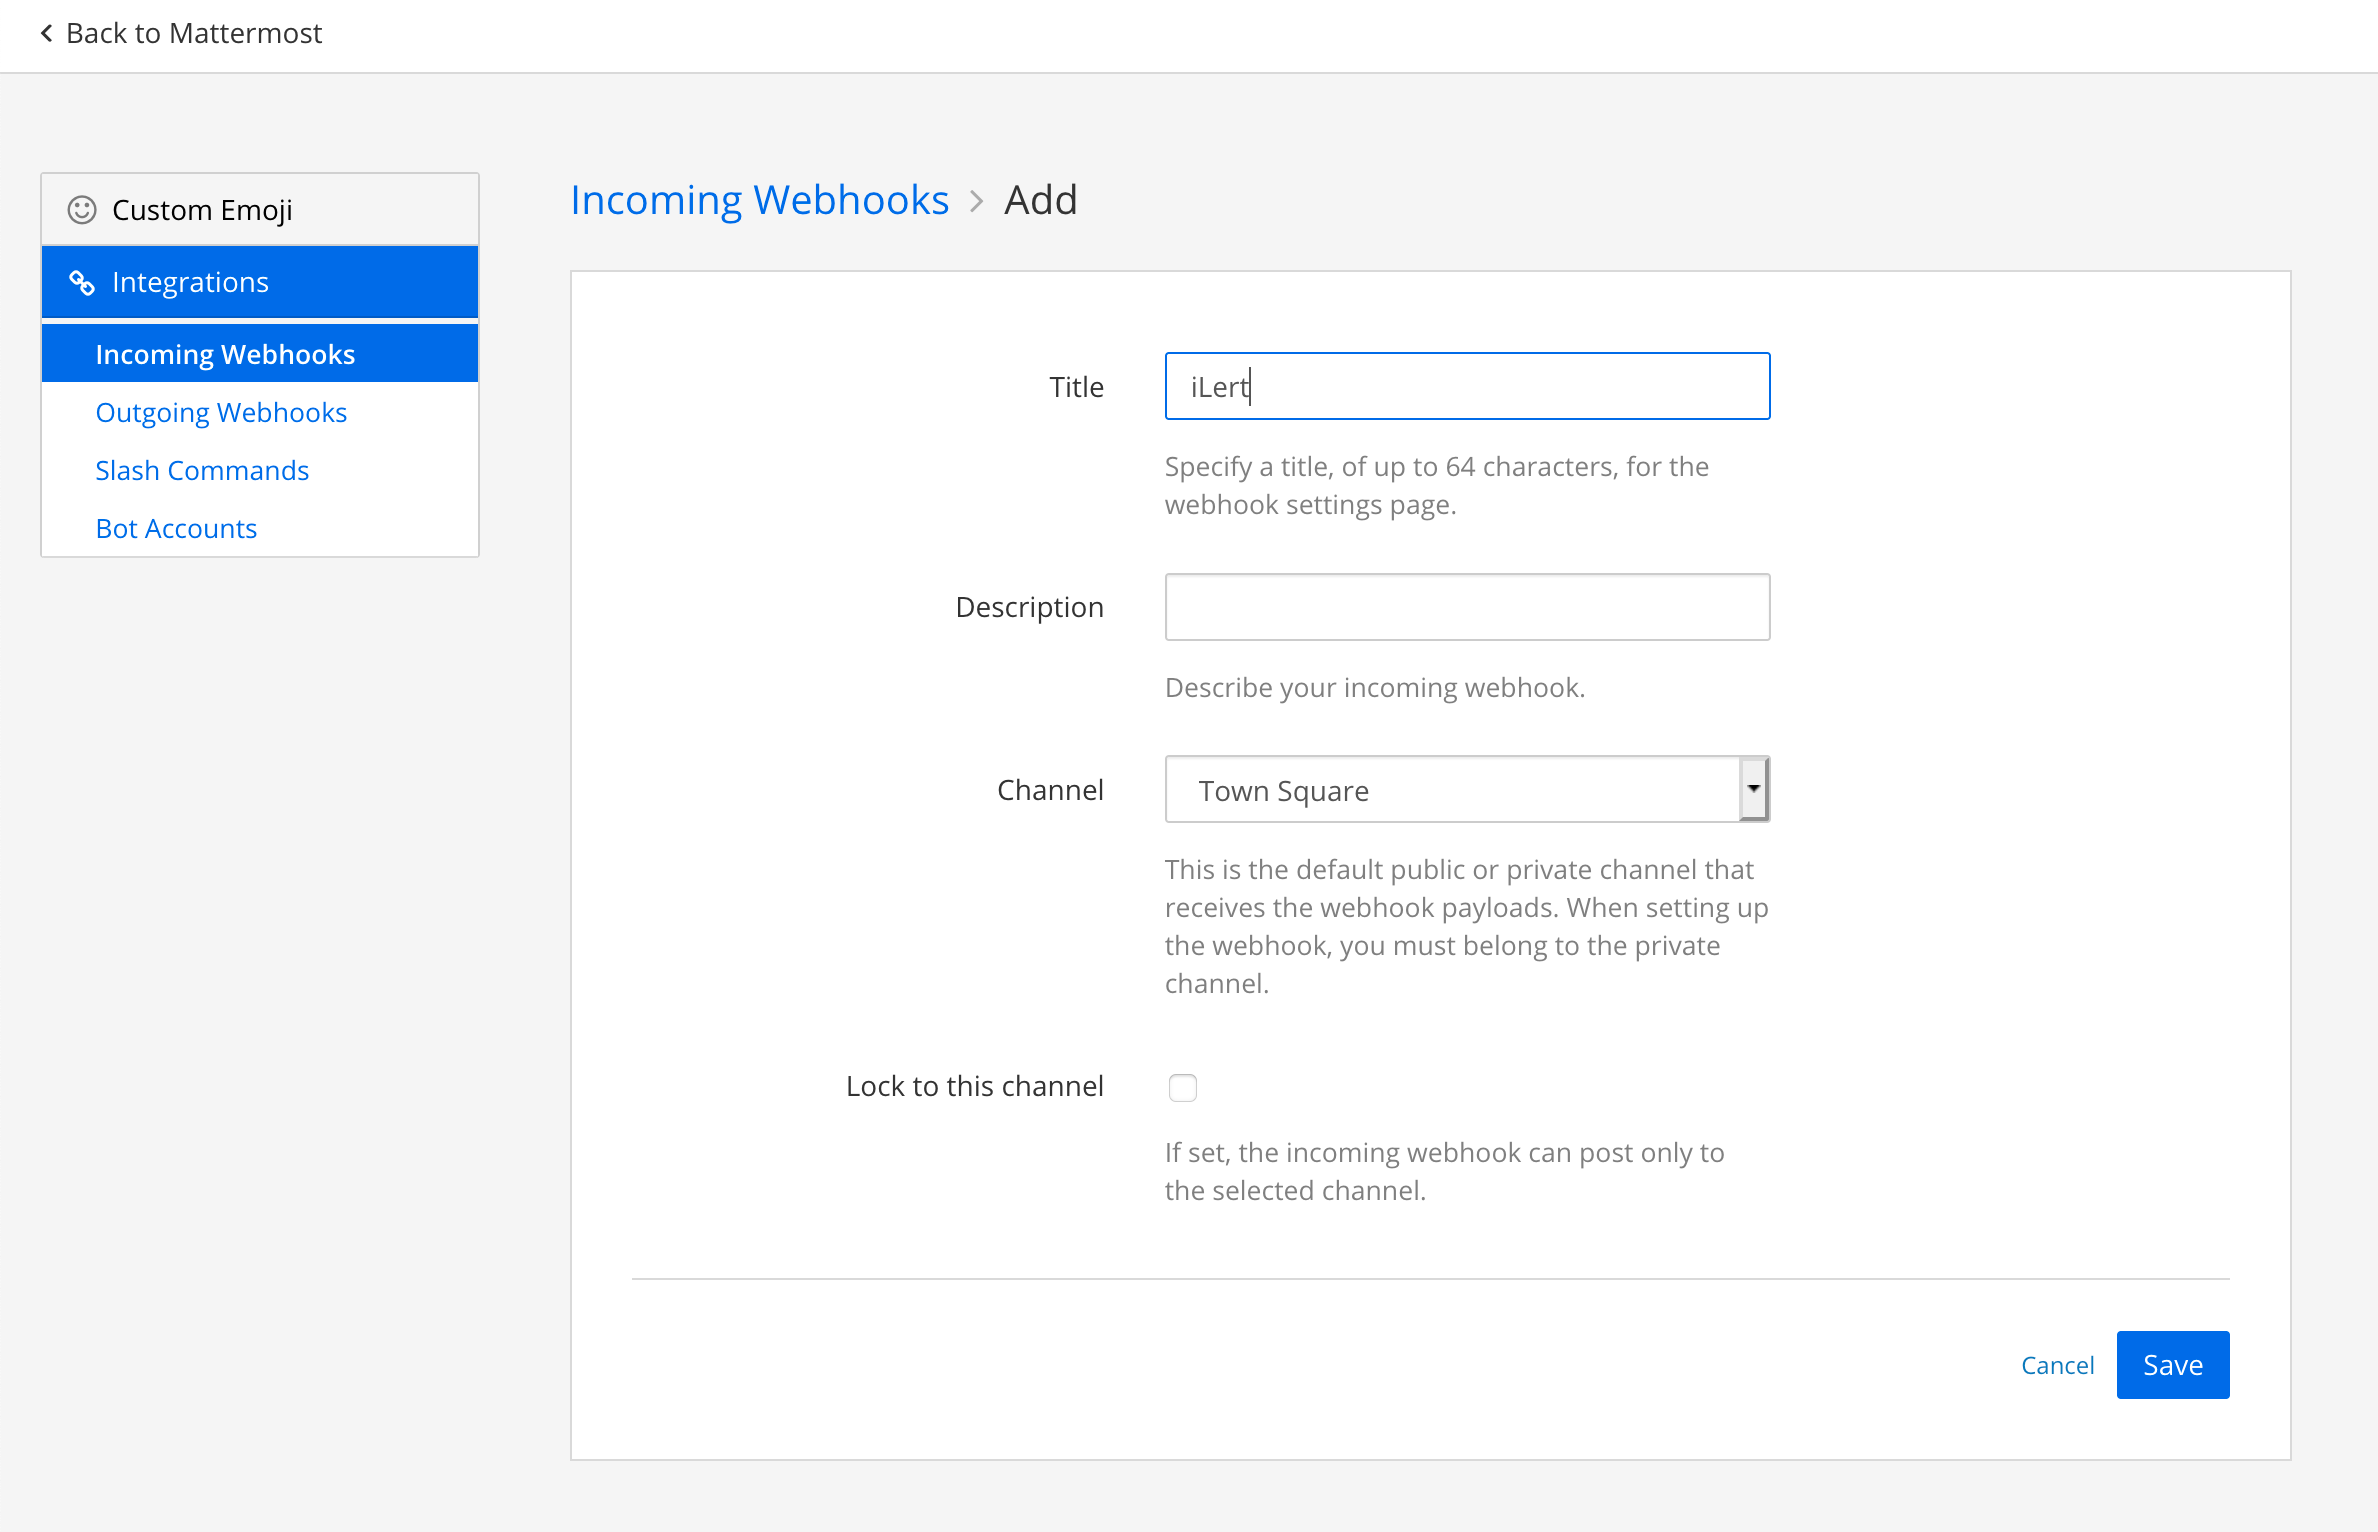 Back to Mattermost
Custom Emoji
Integrations
Incoming Webhooks
Outgoing Webhooks
Slash Commands
Bot Accounts
Incoming Webhooks > Add
Title
iLert
Specify a title, of up to 64 characters, for the
webhook settings page.
Description
Describe your incoming webhook.
Channel
Town Square
This is the default public or private channel that
receives the webhook payloads. When setting up
the webhook, you must belong to the private
channel.
Lock to this channel
If set, the incoming webhook can post only to
the selected channel.
Cancel
Save